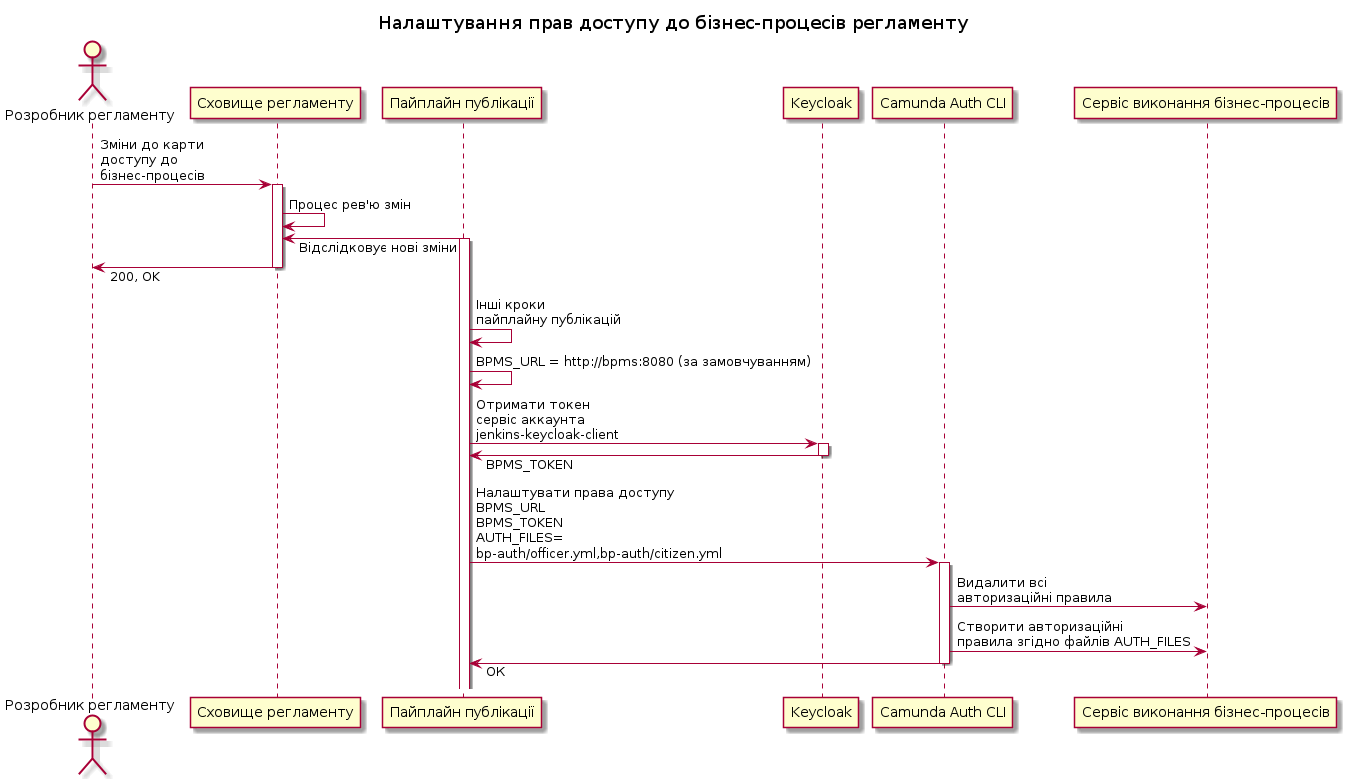 Налаштування прав доступу до бізнес-процесів регламенту
Розробник регламенту
Сховище регламенту
Пайплайн публікації
Keycloak
Camunda Auth CLI
Сервіс виконання бізнес-процесів
Зміни до карти
доступу до
бізнес-процесів
Процес рев'ю змін
Відслідковує нові зміни
200, OK
Інші кроки
пайплайну публікацій
BPMS_URL = http://bpms:8080 (за замовчуванням)
Отримати токен
сервіс аккаунта
jenkins-keycloak-client
BPMS_TOKEN
Налаштувати права доступу
BPMS_URL
BPMS_TOKEN
AUTH_FILES=
bp-auth/officer.yml,bp-auth/citizen.yml
Видалити всі
авторизаційні правила
Створити авторизаційні
правила згідно файлів AUTH_FILES
OK
Розробник регламенту
Сховище регламенту
Пайплайн публікації
Keycloak
Camunda Auth CLI
Сервіс виконання бізнес-процесів